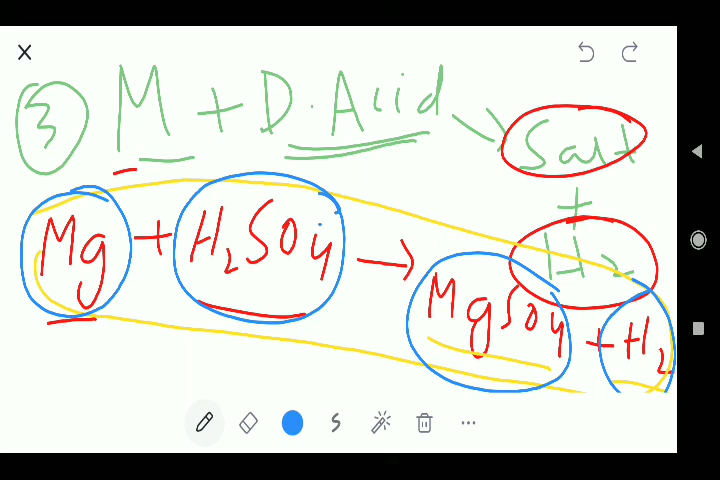 ③ M + D. Acid → Salt
+
H₂
Mg + H₂SO₄ → MgSO₄ + H₂